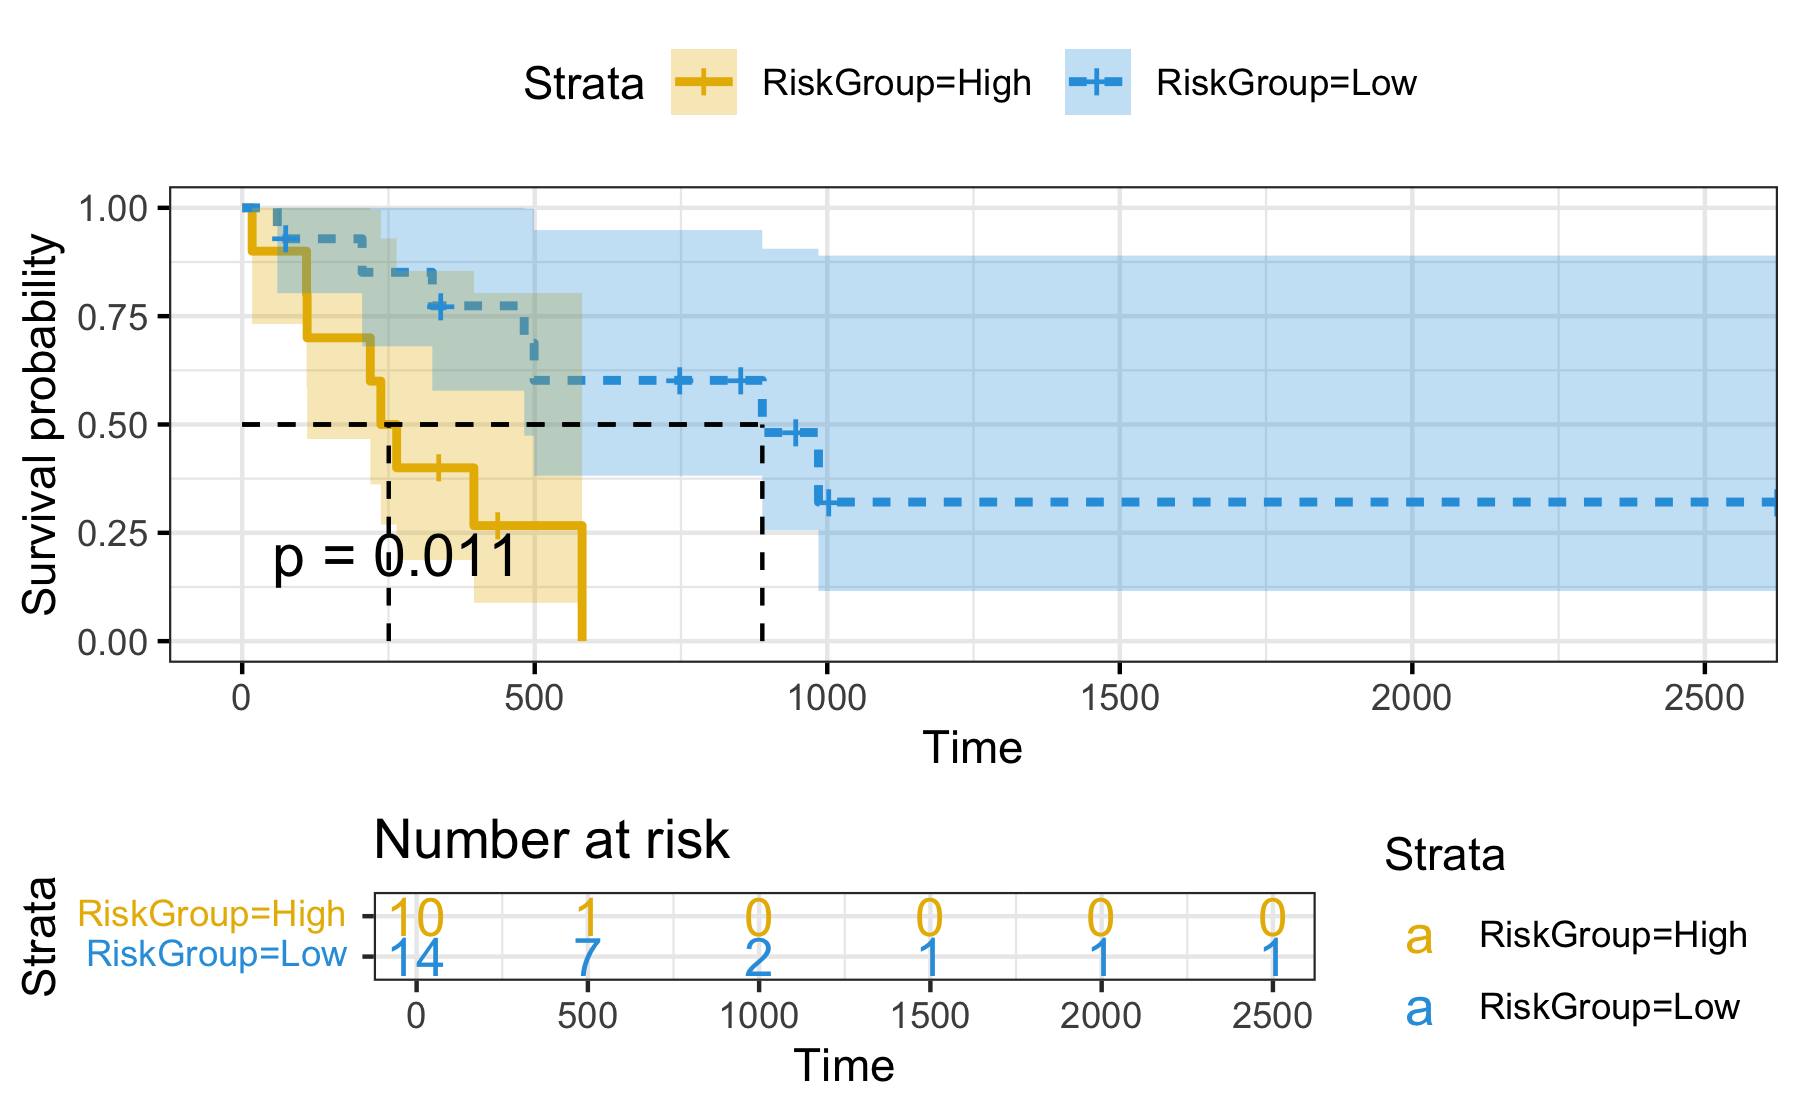 Strata RiskGroup=High RiskGroup=Low
Survival probability
1.00
0.75
0.50
0.25
0.00
p = 0.011
0 500 1000 1500 2000 2500
Time
Number at risk
Strata
RiskGroup=High 10 1 0 0 0 0
RiskGroup=Low 14 7 2 1 1 1
0 500 1000 1500 2000 2500
Time
Strata
a RiskGroup=High
a RiskGroup=Low